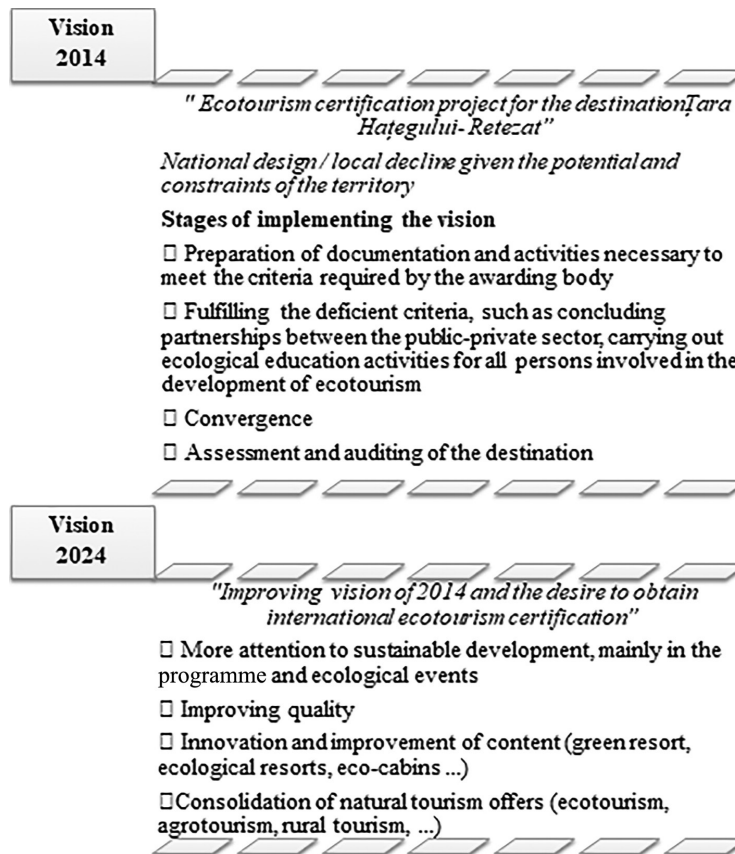 Vision
2014
" Ecotourism certification project for the destinationȚara
Hațegului-Retezat”
National design/ local decline given the potential and
constraints of the territory
Stages of implementing the vision
□ Preparation of documentation and activities necessary to
meet the criteria required by the awarding body
□ Fulfilling the deficient criteria, such as concluding
partnerships between the public-private sector, carrying out
ecological education activities for all persons involved in the
development of ecotourism
□ Convergence
□ Assessment and auditing of the destination
Vision
2024
"Improving vision of 2014 and the desire to obtain
international ecotourism certification”
□ More attention to sustainable development, mainly in the
programme and ecological events
□ Improving quality
□ Innovation and improvement of content (green resort,
ecological resorts, eco-cabins ...)
□Consolidation of natural tourism offers (ecotourism,
agrotourism, rural tourism, ...)